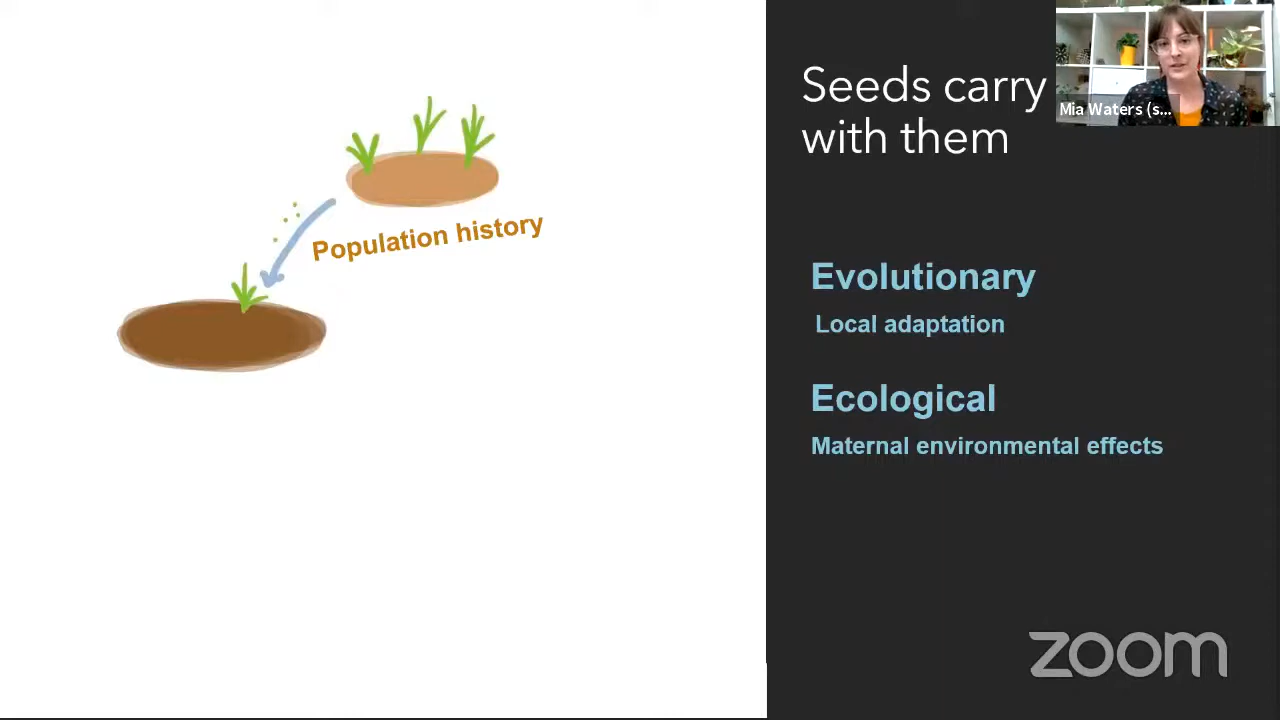 Seeds carry
with them
Mia Waters (s...
Population history
Evolutionary
Local adaptation
Ecological
Maternal environmental effects
zoom